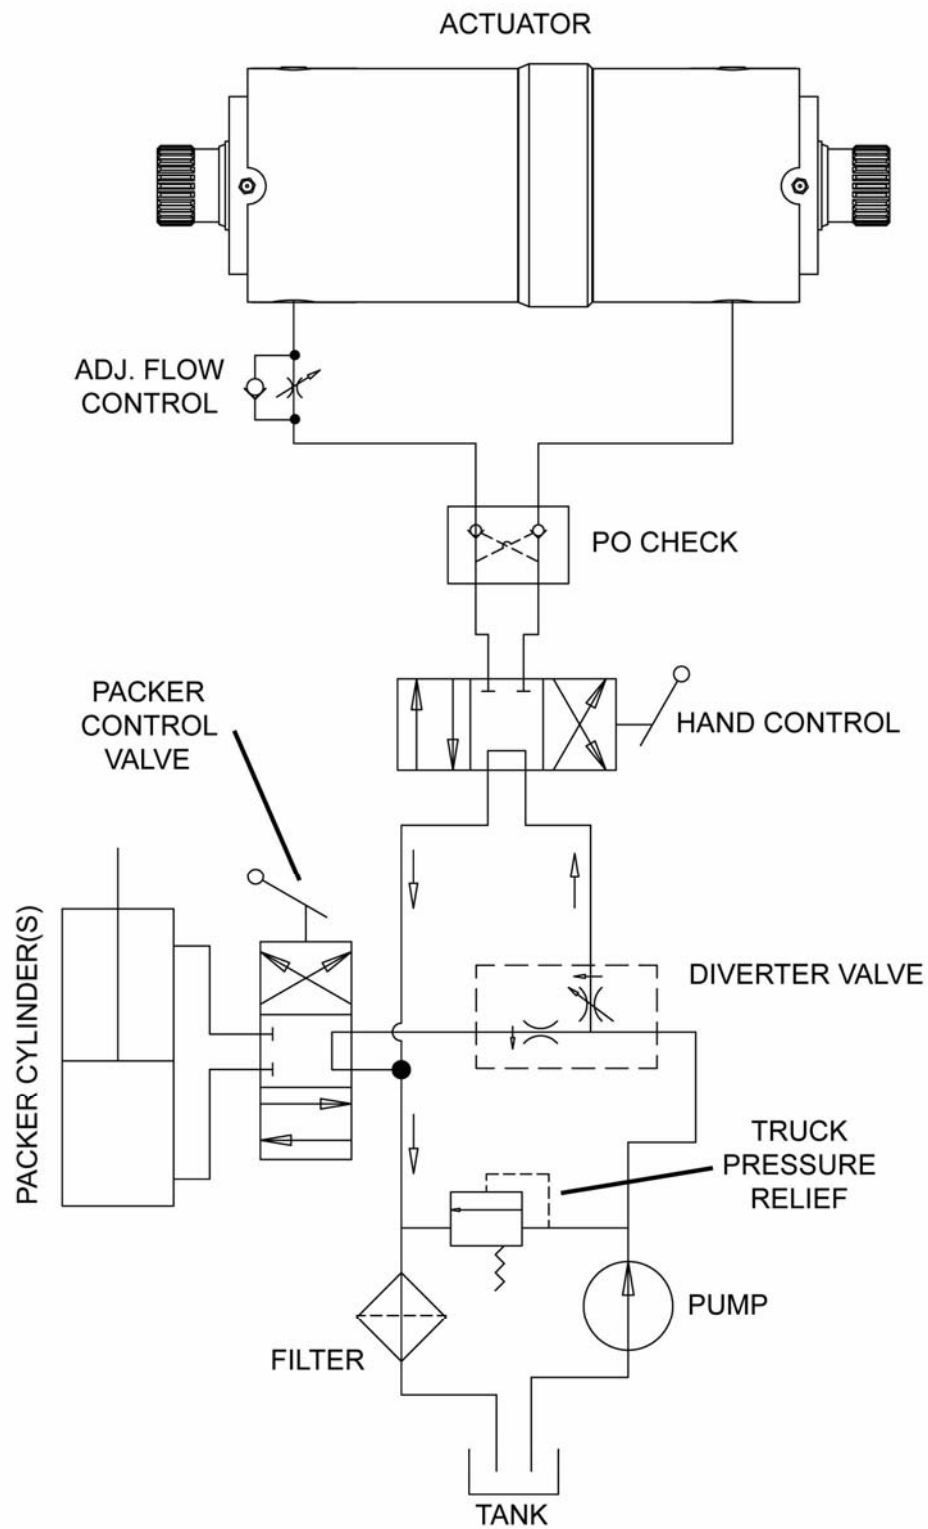 ACTUATOR
ADJ. FLOW
CONTROL
PO CHECK
PACKER
CONTROL
VALVE
HAND CONTROL
PACKER CYLINDER(S)
DIVERTER VALVE
TRUCK
PRESSURE
RELIEF
PUMP
FILTER
TANK